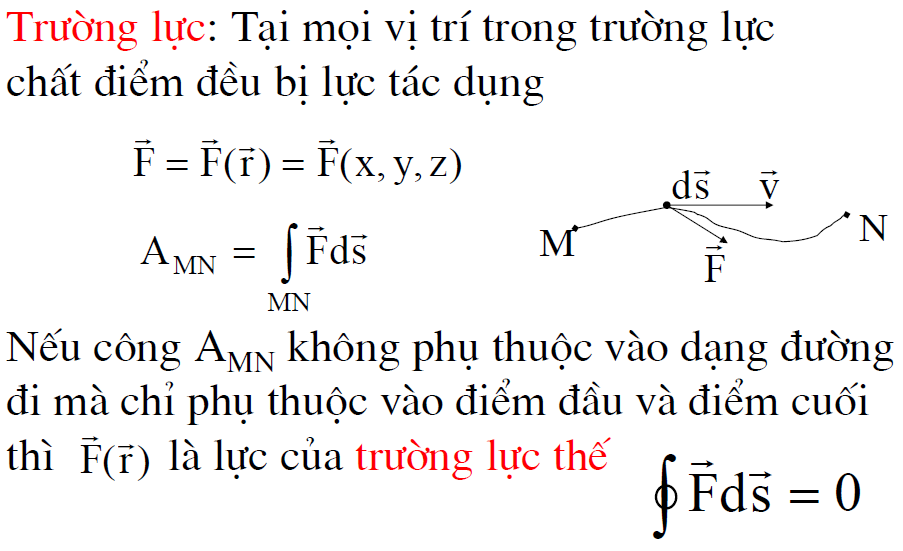 Trường lực: Tại mọi vị trí trong trường lực
chất điểm đều bị lực tác dụng
F⃗ = F⃗(r⃗) = F⃗(x, y, z)
A_MN = ∫_MN F⃗ds⃗
M
ds⃗
v⃗
F⃗
N
Nếu công A_MN không phụ thuộc vào dạng đường
đi mà chỉ phụ thuộc vào điểm đầu và điểm cuối
thì F⃗(r⃗) là lực của trường lực thế
∮F⃗ds⃗ = 0